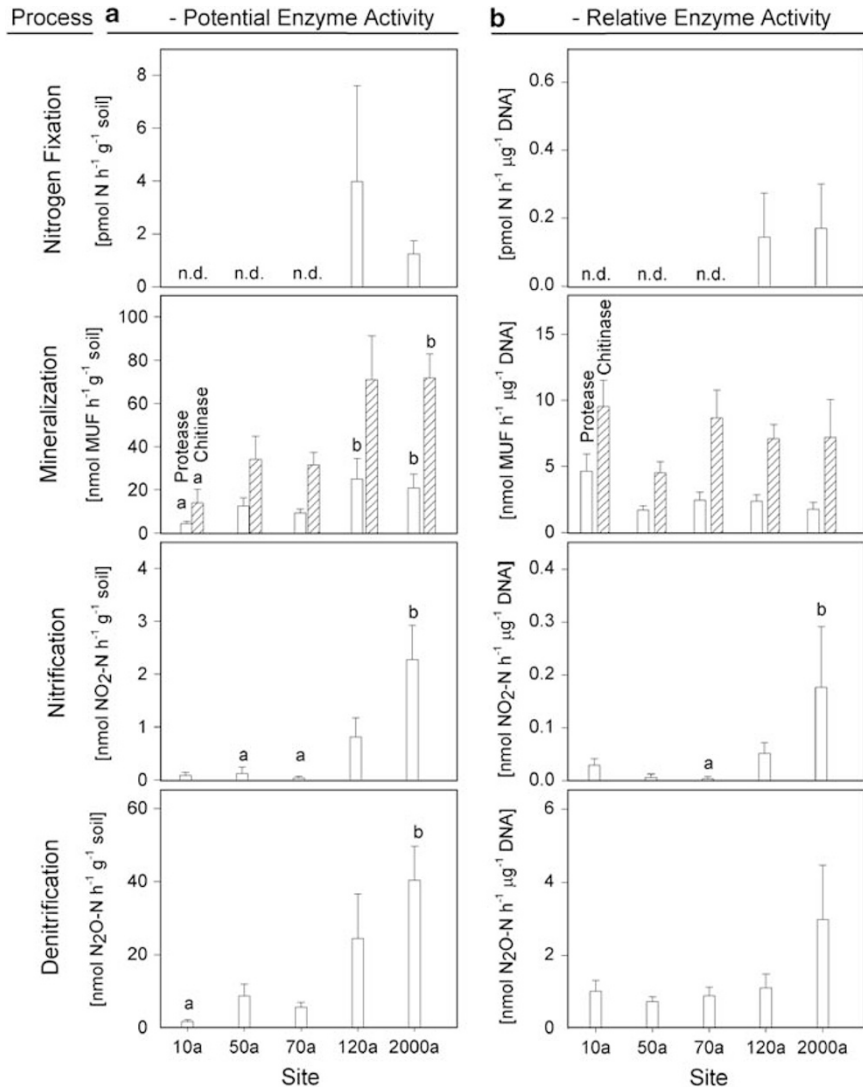 Process a - Potential Enzyme Activity b - Relative Enzyme Activity
Nitrogen Fixation
[pmol N h⁻¹ g⁻¹ soil]
8
6
4
2
0
n.d. n.d. n.d.
[pmol N h⁻¹ µg⁻¹ DNA]
0.6
0.4
0.2
0.0
n.d. n.d. n.d.
Mineralization
[nmol MUF h⁻¹ g⁻¹ soil]
100
80
60
40
20
0
Protease
Chitinase
a a b b b
[nmol MUF h⁻¹ µg⁻¹ DNA]
15
10
5
0
Protease
Chitinase
Nitrification
[nmol NO₂-N h⁻¹ g⁻¹ soil]
4
3
2
1
0
a a b
[nmol NO₂-N h⁻¹ µg⁻¹ DNA]
0.4
0.3
0.2
0.1
0.0
a b
Denitrification
[nmol N₂O-N h⁻¹ g⁻¹ soil]
60
40
20
0
a b
[nmol N₂O-N h⁻¹ µg⁻¹ DNA]
6
4
2
0
10a 50a 70a 120a 2000a
Site
10a 50a 70a 120a 2000a
Site